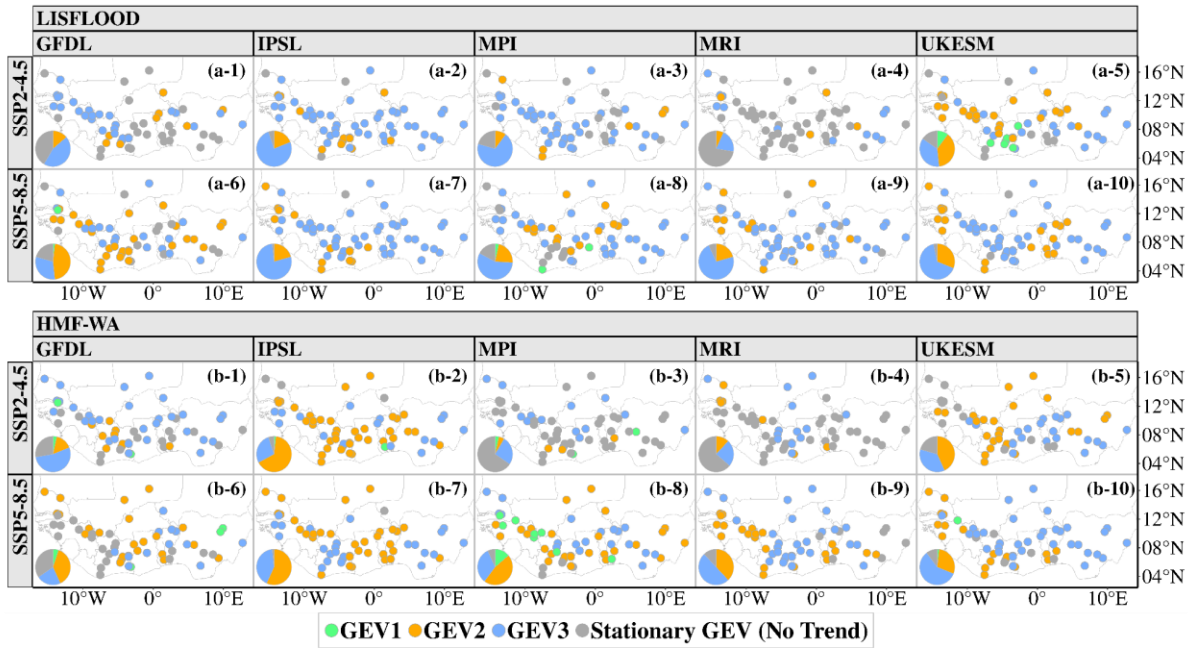 LISFLOOD
GFDL IPSL MPI MRI UKESM
SSP2-4.5 (a-1) (a-2) (a-3) (a-4) (a-5) 16°N 12°N 08°N 04°N
SSP5-8.5 (a-6) (a-7) (a-8) (a-9) (a-10) 16°N 12°N 08°N 04°N
10°W 0° 10°E 10°W 0° 10°E 10°W 0° 10°E 10°W 0° 10°E 10°W 0° 10°E
HMF-WA
GFDL IPSL MPI MRI UKESM
SSP2-4.5 (b-1) (b-2) (b-3) (b-4) (b-5) 16°N 12°N 08°N 04°N
SSP5-8.5 (b-6) (b-7) (b-8) (b-9) (b-10) 16°N 12°N 08°N 04°N
10°W 0° 10°E 10°W 0° 10°E 10°W 0° 10°E 10°W 0° 10°E 10°W 0° 10°E
GEV1 GEV2 GEV3 Stationary GEV (No Trend)